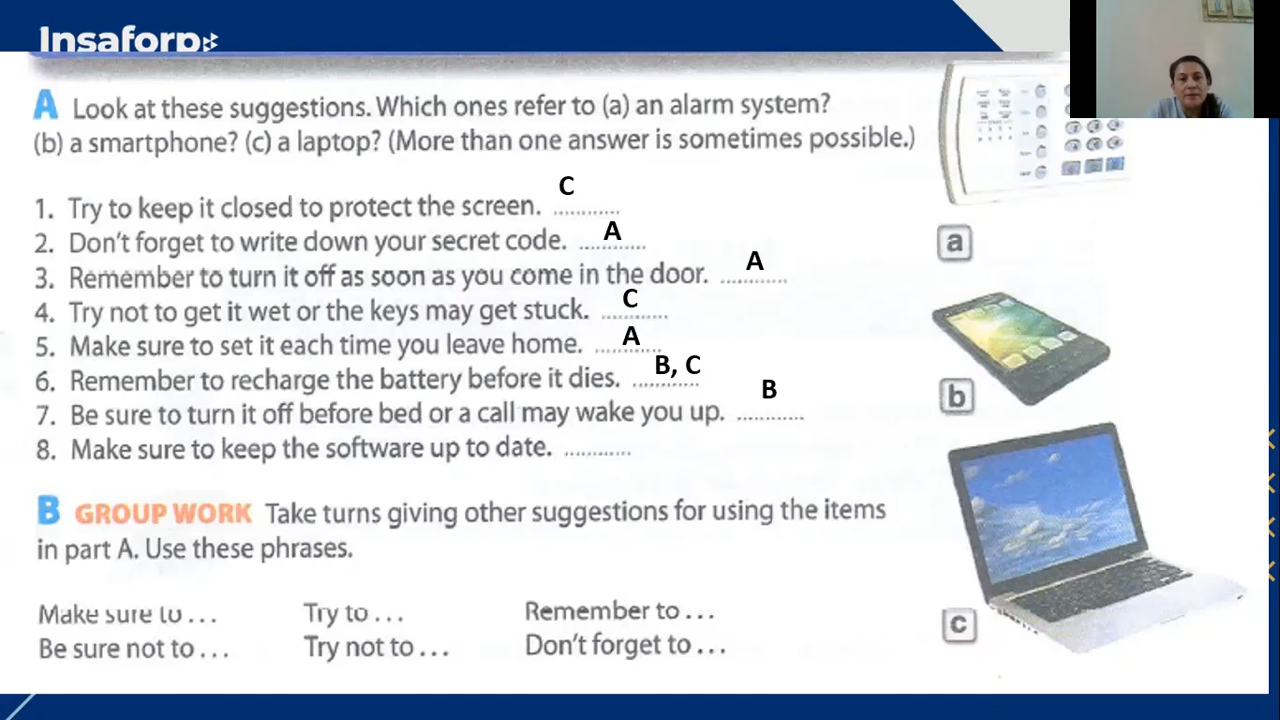 Insaforp
A Look at these suggestions. Which ones refer to (a) an alarm system?
(b) a smartphone? (c) a laptop? (More than one answer is sometimes possible.)
1. Try to keep it closed to protect the screen. ............ C
2. Don't forget to write down your secret code. ............ A
3. Remember to turn it off as soon as you come in the door. ............ A
4. Try not to get it wet or the keys may get stuck. ............ C
5. Make sure to set it each time you leave home. ............ A
6. Remember to recharge the battery before it dies. ............ B, C
7. Be sure to turn it off before bed or a call may wake you up. ............ B
8. Make sure to keep the software up to date. ............
B GROUP WORK Take turns giving other suggestions for using the items
in part A. Use these phrases.
Make sure to ... Try to ... Remember to ...
Be sure not to ... Try not to ... Don't forget to ...
a
b
c